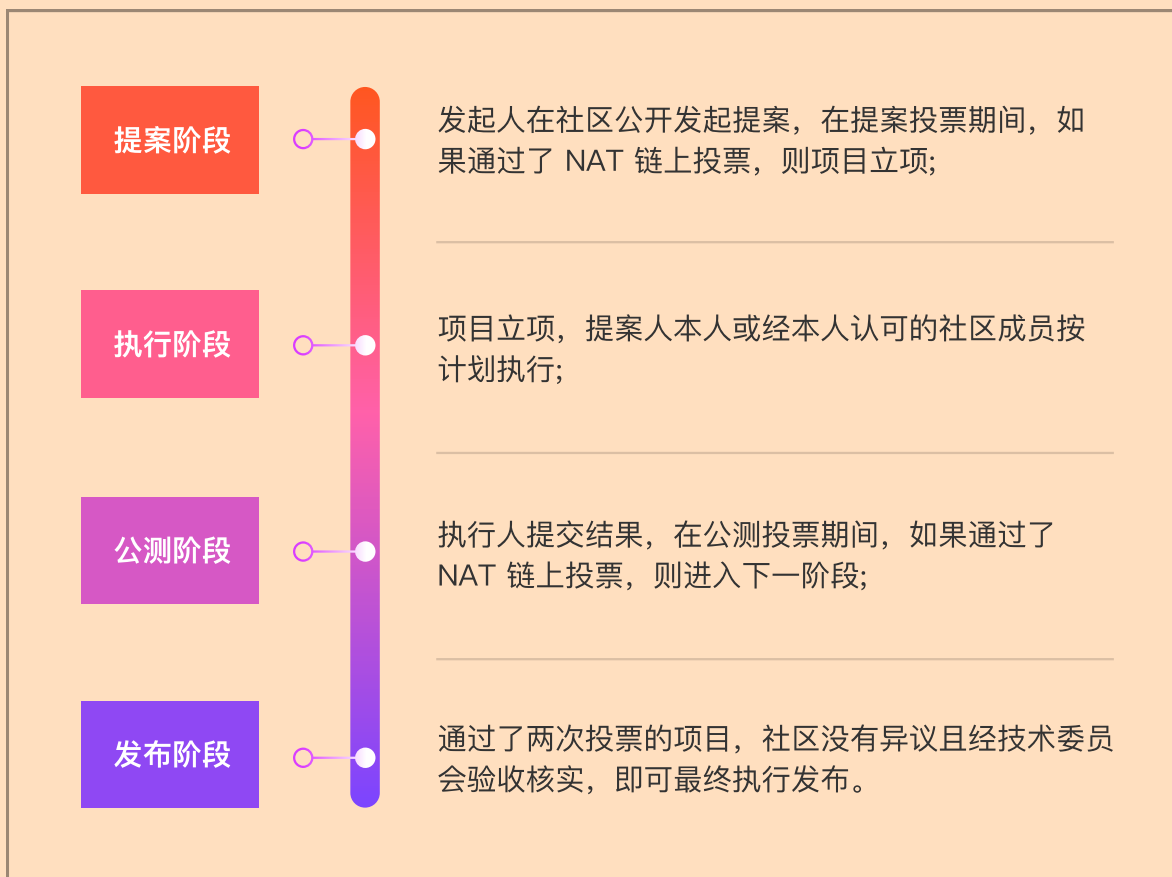 提案阶段
发起人在社区公开发起提案，在提案投票期间，如
果通过了 NAT 链上投票，则项目立项;
执行阶段
项目立项，提案人本人或经本人认可的社区成员按
计划执行;
公测阶段
执行人提交结果，在公测投票期间，如果通过了
NAT 链上投票，则进入下一阶段;
发布阶段
通过了两次投票的项目，社区没有异议且经技术委员
会验收核实，即可最终执行发布。